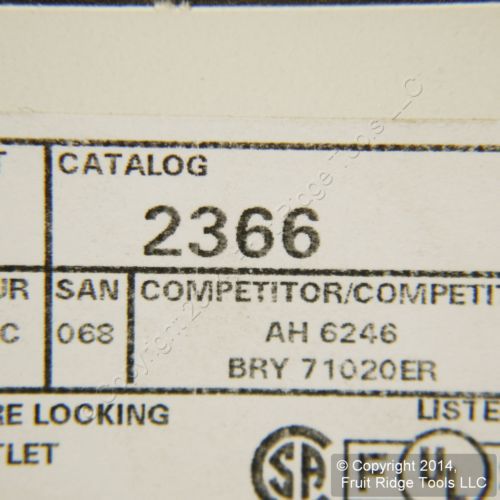 T CATALOG
2366
UR SAN COMPETITOR/COMPETIT
C 068 AH 6246
BRY 71020ER
RE LOCKING LISTE
TLET
© Copyright 2014,
Fruit Ridge Tools LLC